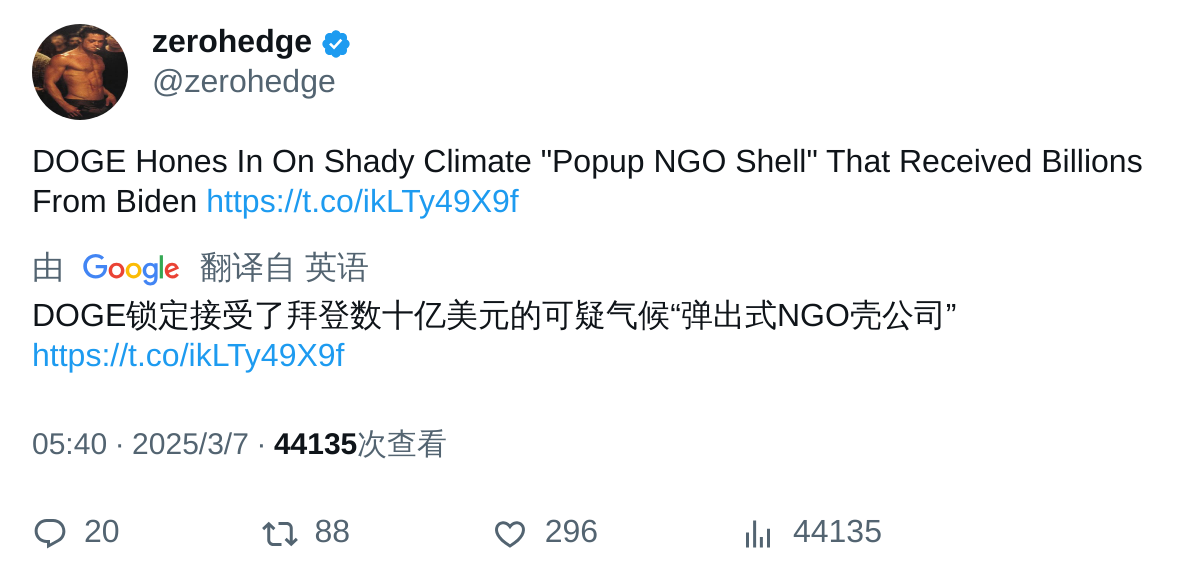 zerohedge
@zerohedge
DOGE Hones In On Shady Climate "Popup NGO Shell" That Received Billions
From Biden https://t.co/ikLTy49X9f
由 Google 翻译自 英语
DOGE锁定接受了拜登数十亿美元的可疑气候“弹出式NGO壳公司”
https://t.co/ikLTy49X9f
05:40 · 2025/3/7 · 44135次查看
20 88 296 44135